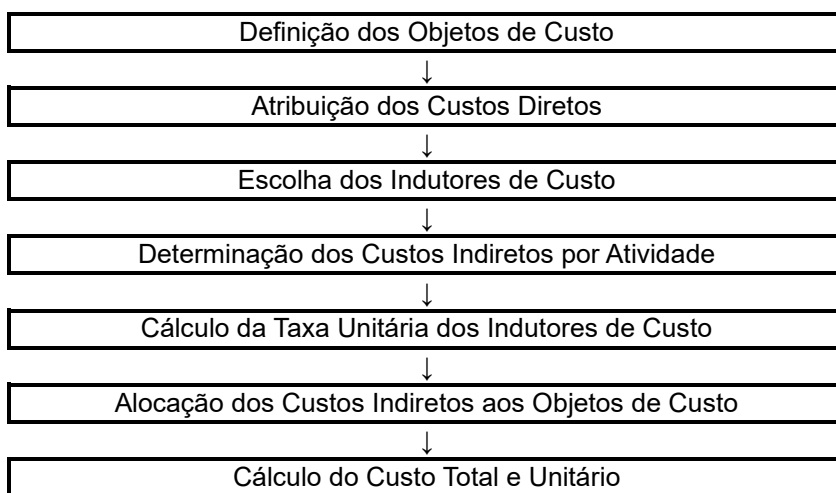 Definição dos Objetos de Custo
↓
Atribuição dos Custos Diretos
↓
Escolha dos Indutores de Custo
↓
Determinação dos Custos Indiretos por Atividade
↓
Cálculo da Taxa Unitária dos Indutores de Custo
↓
Alocação dos Custos Indiretos aos Objetos de Custo
↓
Cálculo do Custo Total e Unitário